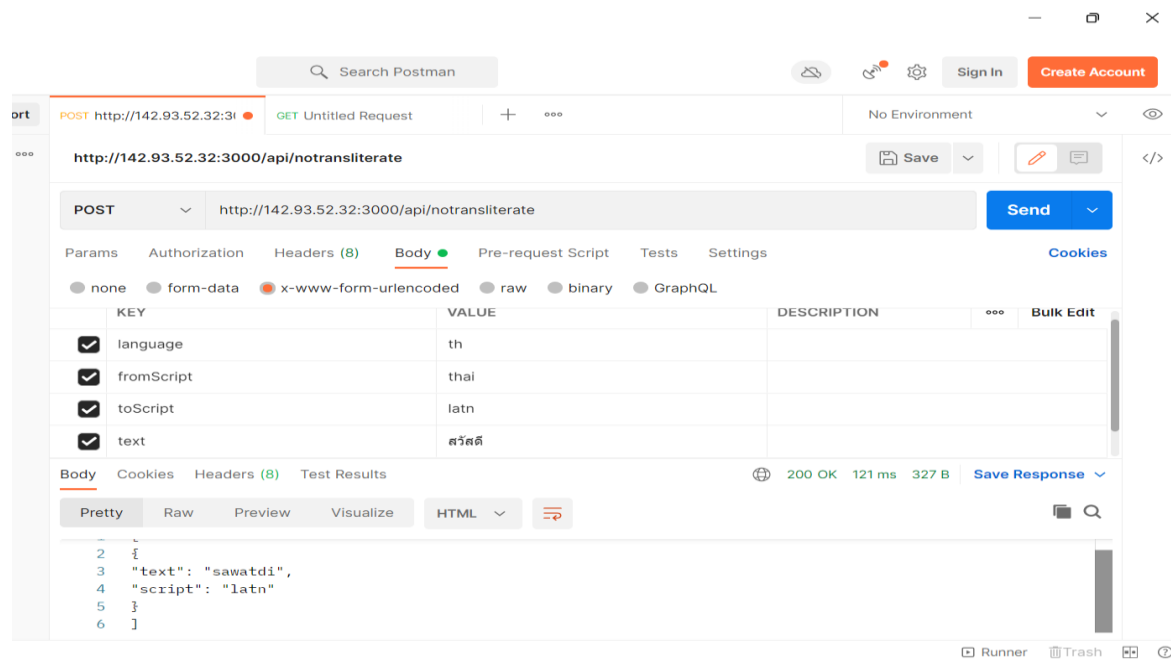 Search Postman
Sign In
Create Account
ort
POST http://142.93.52.32:3(
GET Untitled Request
No Environment
http://142.93.52.32:3000/api/notransliterate
Save
POST
http://142.93.52.32:3000/api/notransliterate
Send
Params Authorization Headers (8) Body Pre-request Script Tests Settings Cookies
none form-data x-www-form-urlencoded raw binary GraphQL
KEY VALUE DESCRIPTION Bulk Edit
language th
fromScript thai
toScript latn
text สวัสดี
Body Cookies Headers (8) Test Results 200 OK 121 ms 327 B Save Response
Pretty Raw Preview Visualize HTML
2 {
3 "text": "sawatdi",
4 "script": "latn"
5 }
6 ]
Runner Trash